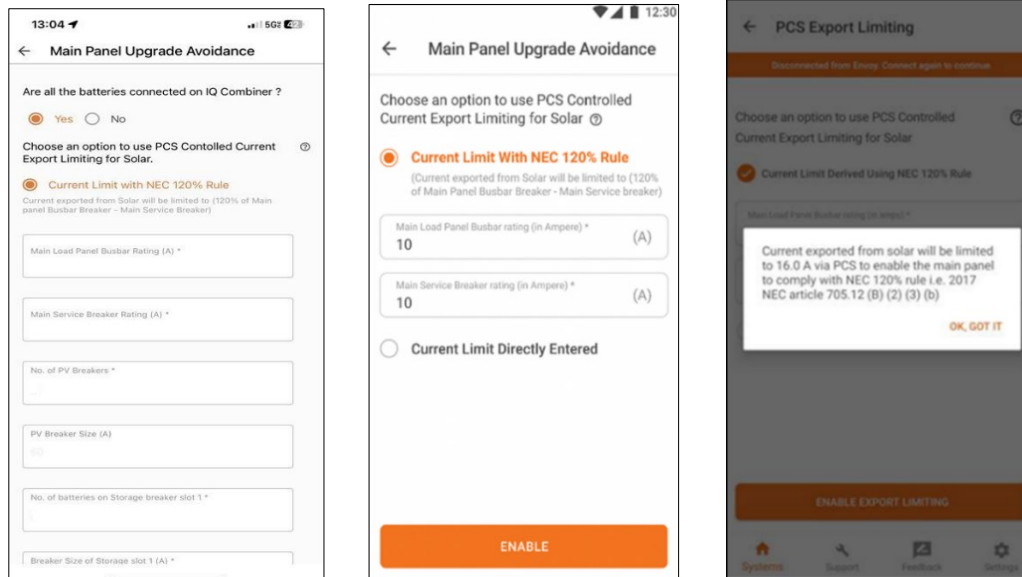 13:04
5G
Main Panel Upgrade Avoidance
Are all the batteries connected on IQ Combiner ?
Yes
No
Choose an option to use PCS Contolled Current
Export Limiting for Solar.
Current Limit with NEC 120% Rule
Current exported from Solar will be limited to (120% of Main
panel Busbar Breaker – Main Service Breaker)
Main Load Panel Busbar Rating (A) *
Main Service Breaker Rating (A) *
No. of PV Breakers *
PV Breaker Size (A)
60
No. of batteries on Storage breaker slot 1 *
Breaker Size of Storage slot 1 (A) *
12:30
Main Panel Upgrade Avoidance
Choose an option to use PCS Controlled
Current Export Limiting for Solar
Current Limit With NEC 120% Rule
(Current exported from Solar will be limited to (120%
of Main Panel Busbar Breaker - Main Service breaker)
Main Load Panel Busbar rating (in Ampere) *
10
(A)
Main Service Breaker rating (in Ampere) *
10
(A)
Current Limit Directly Entered
ENABLE
PCS Export Limiting
Disconnected from Envoy. Connect again to continue
Choose an option to use PCS Controlled
Current Export Limiting for Solar
Current Limit Derived Using NEC 120% Rule
Main Load Panel Busbar rating (in Ampere) *
Current exported from solar will be limited
to 16.0 A via PCS to enable the main panel
to comply with NEC 120% rule i.e. 2017
NEC article 705.12 (B) (2) (3) (b)
OK, GOT IT
ENABLE EXPORT LIMITING
Systems
Support
Feedback
Settings